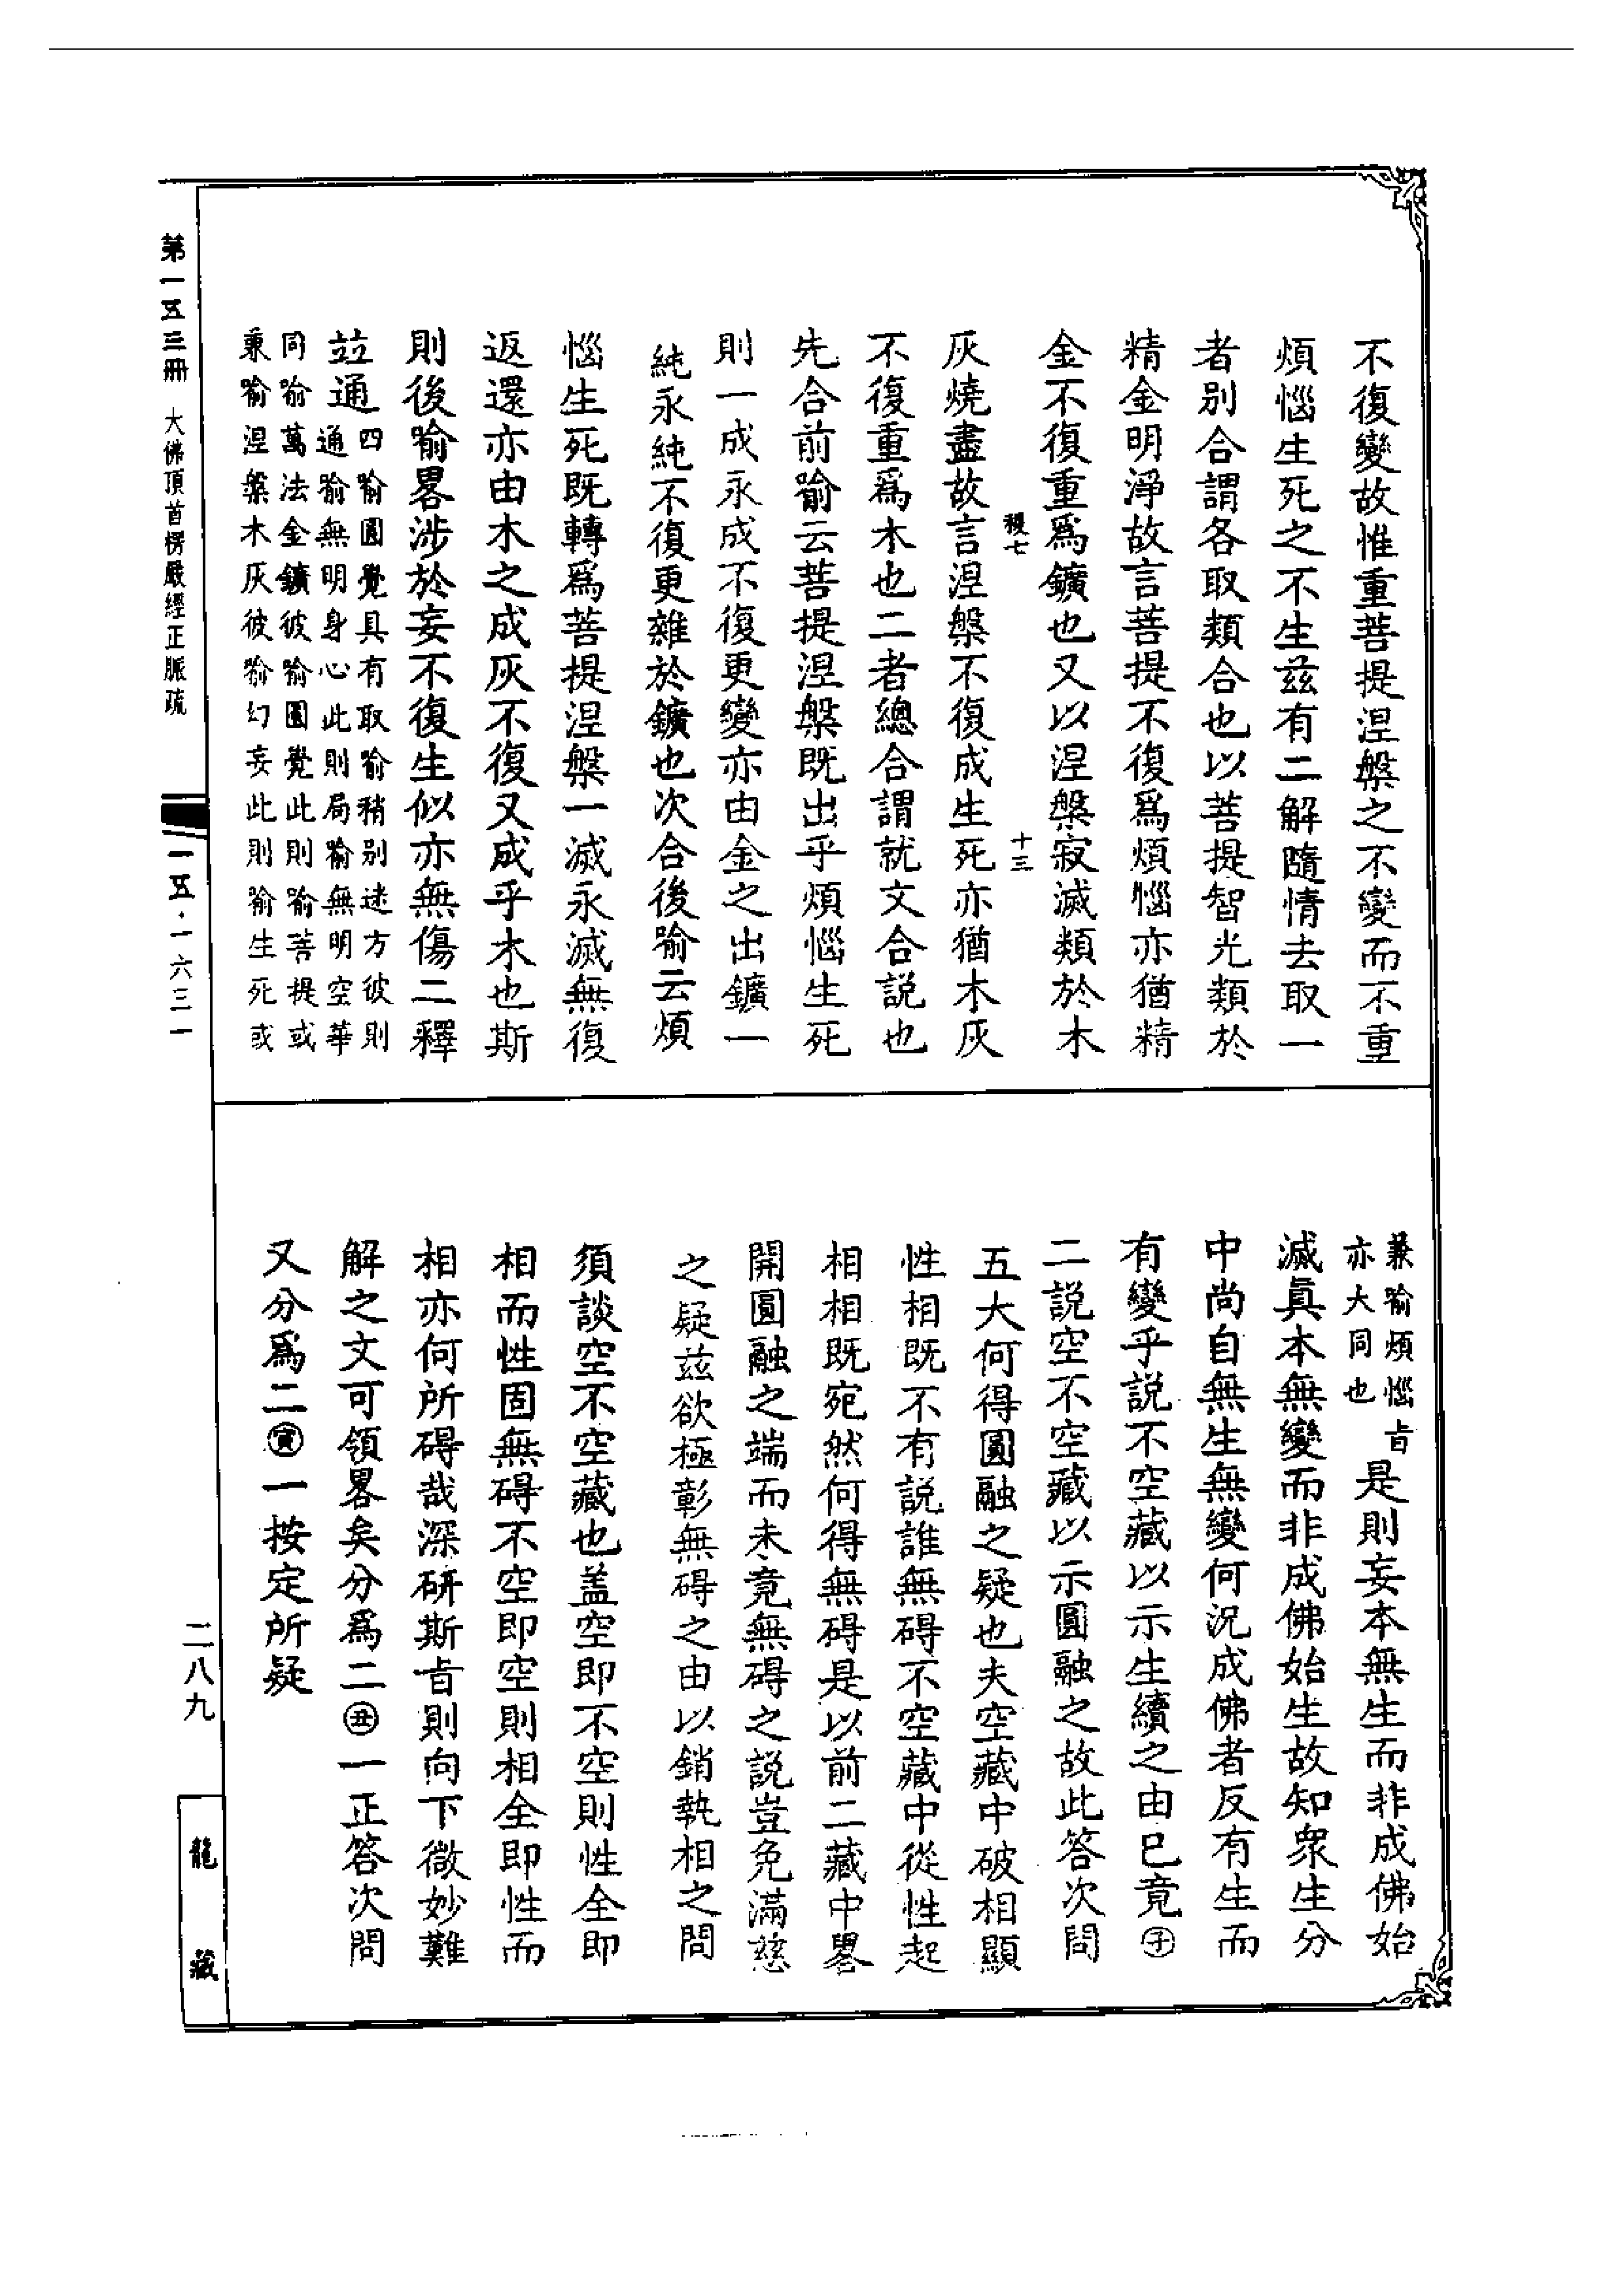 不復變故惟重菩提涅槃之不變而不重
煩惱生死之不生兹有二解隨情去取一
者別合謂各取類合也以菩提智光類於
精金明淨故言菩提不復爲煩惱亦猶精
金不復重爲鑛也又以涅槃寂滅類於木
稷七
十三
灰燒盡故言涅槃不復成生死亦猶木灰
不復重爲木也二者總合謂就文合説也
先合前喻云菩提涅槃既出乎煩惱生死
則一成永成不復更變亦由金之出鑛一
純永純不復更雜於鑛也次合後喻云煩
惱生死既轉爲菩提涅槃一滅永滅無復
返還亦由木之成灰不復又成乎木也斯
則後喻畧涉於妄不復生似亦無傷二釋
竝通
四喻圓覺具有取喻稍別迷方彼則
通喻無明身心此則局喻無明空華
同喻萬法金鑛彼喻圓覺此則喻菩提或
兼喻涅槃木灰彼喻幻妄此則喻生死或
兼喻煩惱旨
亦大同也
是則妄本無生而非成佛始
滅真本無變而非成佛始生故知衆生分
中尚自無生無變何況成佛者反有生而
有變乎説不空藏以示生續之由已竟㊉子
二説空不空藏以示圓融之故此答次問
五大何得圓融之疑也夫空藏中破相顯
性相既不有説誰無碍不空藏中從性起
相相既宛然何得無碍是以前二藏中畧
開圓融之端而未竟無碍之説豈免滿慈
之疑兹欲極彰無碍之由以銷執相之問
須談空不空藏也盖空即不空則性全即
相而性固無碍不空即空則相全即性而
相亦何所碍哉深研斯旨則向下微妙難
解之文可領畧矣分爲二丑一正答次問
又分爲二寅一按定所疑
第一五三冊 大佛頂首楞嚴經正脈疏
一五·一六三一
二八九
龍藏